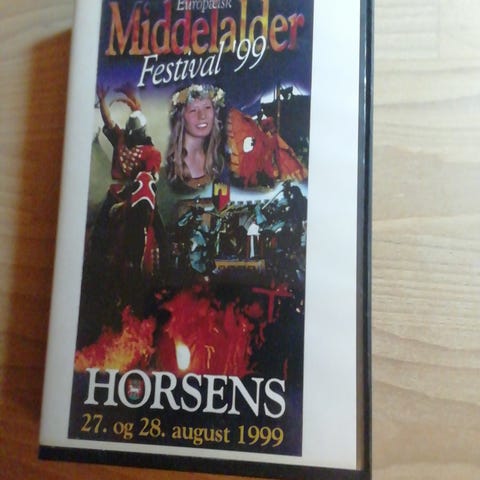 Europæisk
Middelalder
Festival '99
HORSENS
27. og 28. august 1999